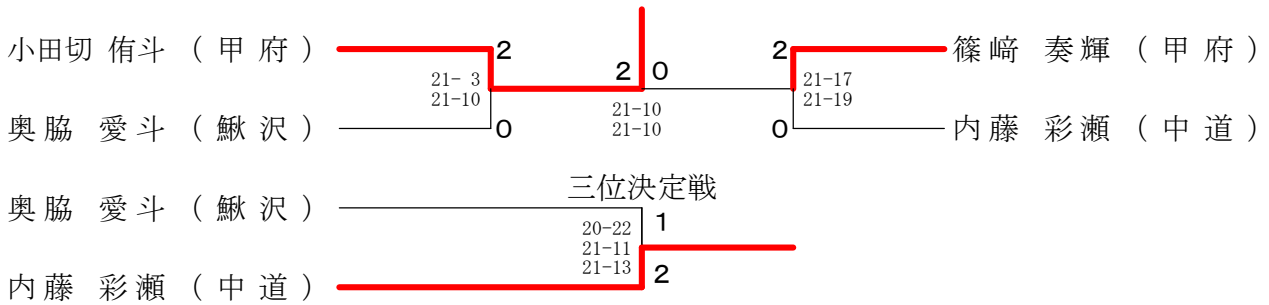 小田切 侑斗 （ 甲 府 ） 2 2 0 2 篠﨑 奏輝 （ 甲 府 ）
21- 3 21-17
21-10 21-19
21-10
21-10
奥脇 愛斗 （ 鰍 沢 ） 0 0 内藤 彩瀬 （ 中 道 ）
三位決定戦
奥脇 愛斗 （ 鰍 沢 ） 1
20-22
21-11
21-13
内藤 彩瀬 （ 中 道 ） 2